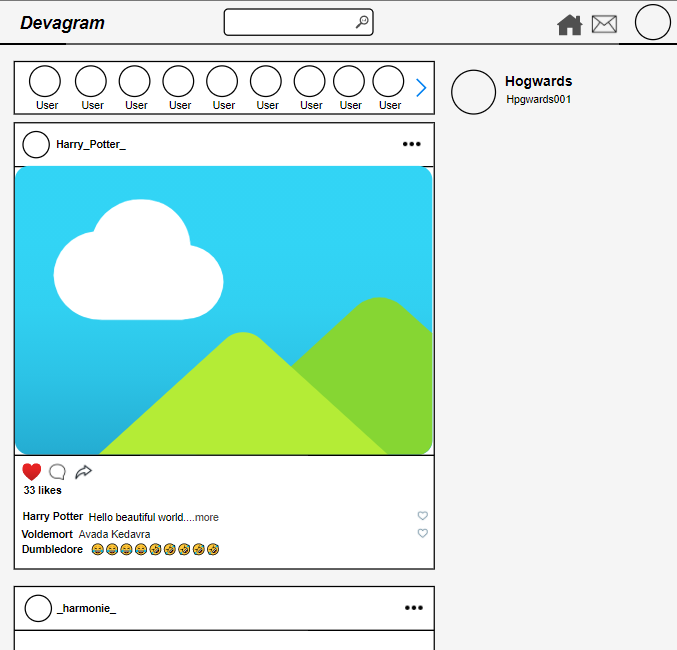 Devagram
User User User User User User User User User
Hogwards
Hpgwards001
Harry_Potter_
33 likes
Harry Potter Hello beautiful world....more
Voldemort Avada Kedavra
Dumbledore 😂😂😂😂🤣🤣🤣🤣🤣
_harmonie_